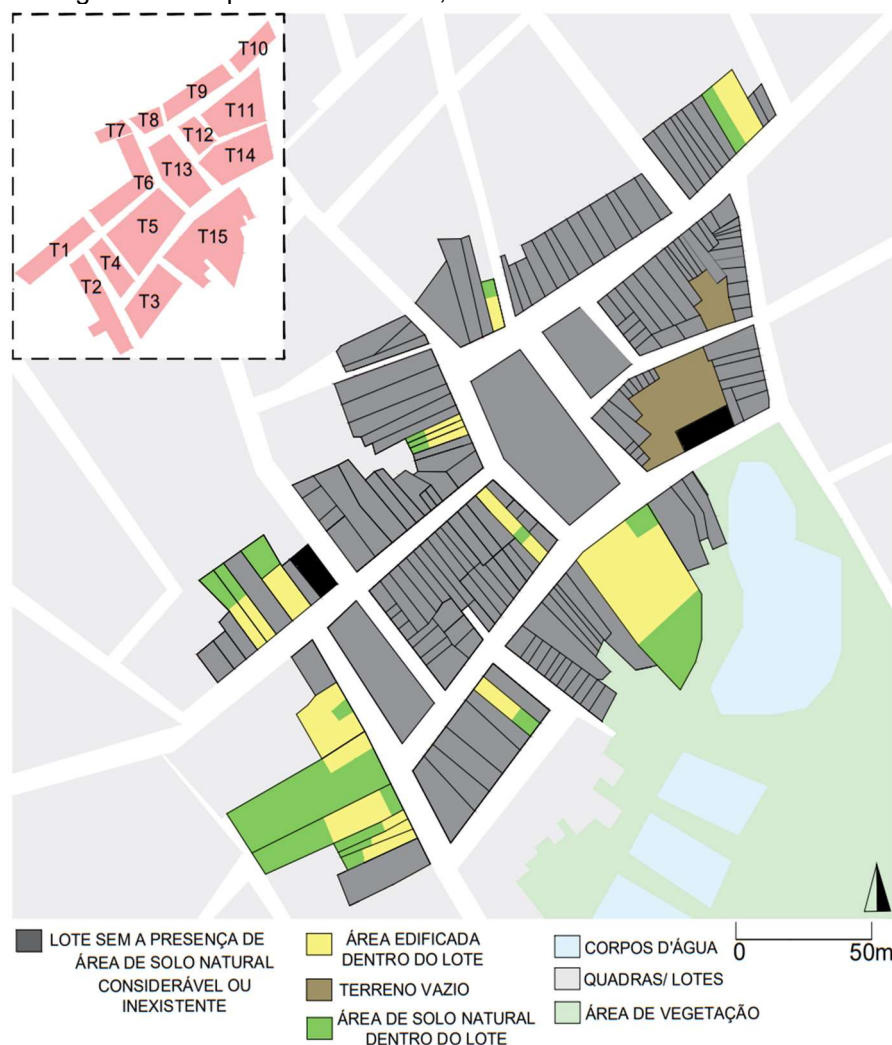 T10
T9
T8
T11
T7
T12
T14
T13
T6
T5
T15
T1
T4
T2
T3
LOTE SEM A PRESENÇA DE
ÁREA DE SOLO NATURAL
CONSIDERÁVEL OU
INEXISTENTE
ÁREA EDIFICADA
DENTRO DO LOTE
TERRENO VAZIO
ÁREA DE SOLO NATURAL
DENTRO DO LOTE
CORPOS D'ÁGUA
QUADRAS/ LOTES
ÁREA DE VEGETAÇÃO
0 50m